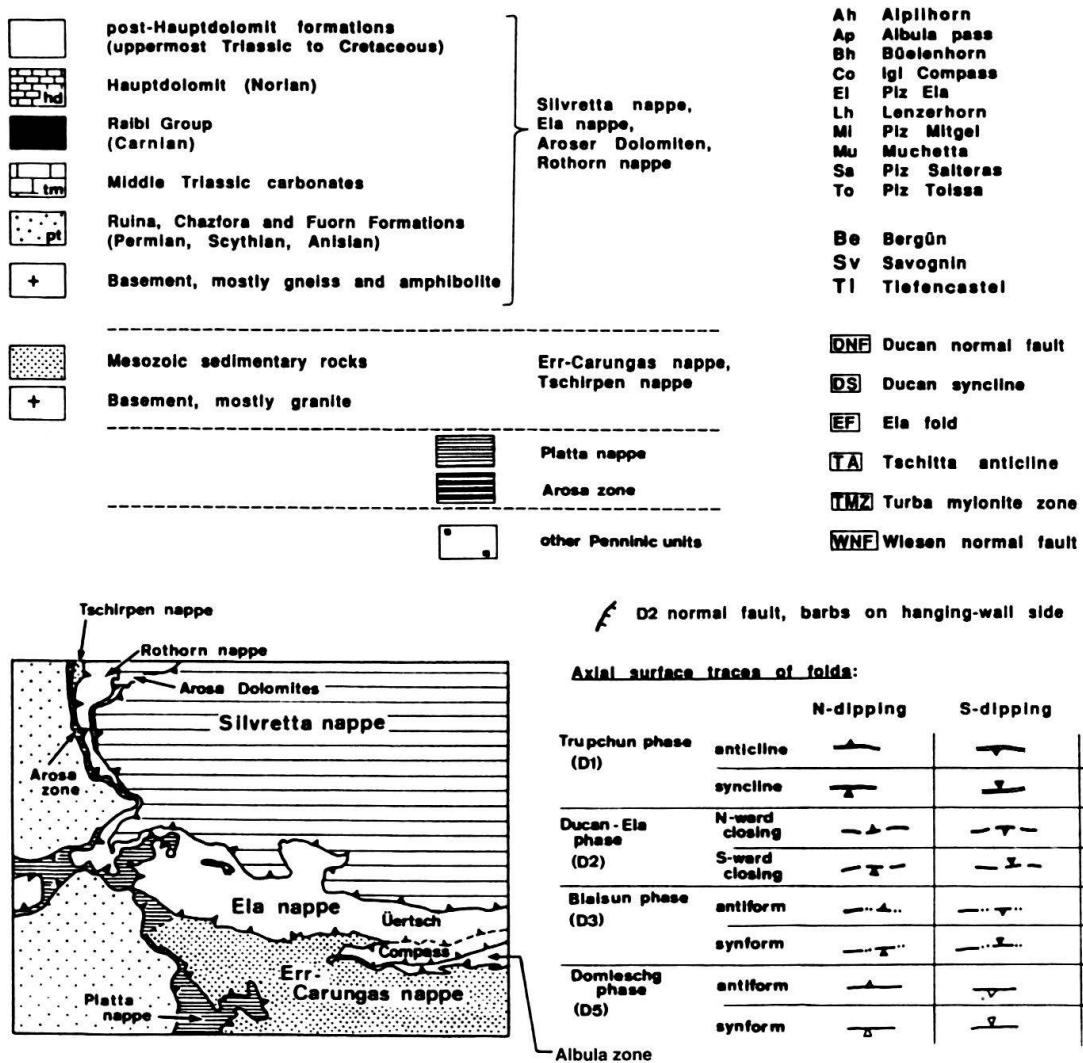 post-Hauptdolomit formations
(uppermost Triassic to Cretaceous)
hd
Hauptdolomit (Norian)
Raibl Group
(Carnian)
tm
Middle Triassic carbonates
pt
Ruina, Chazfora and Fuorn Formations
(Permian, Scythian, Anisian)
+
Basement, mostly gneiss and amphibolite
Silvretta nappe,
Ela nappe,
Aroser Dolomiten,
Rothorn nappe
Mesozoic sedimentary rocks
+
Basement, mostly granite
Err-Carungas nappe,
Tschirpen nappe
Platta nappe
Arosa zone
other Penninic units
Ah Alplihorn
Ap Albula pass
Bh Büelenhorn
Co Igl Compass
El Piz Ela
Lh Lenzerhorn
Mi Piz Mitgel
Mu Muchetta
Sa Piz Salteras
To Piz Toissa
Be Bergün
Sv Savognin
Ti Tiefencastel
DNF Ducan normal fault
DS Ducan syncline
EF Ela fold
TA Tschitta anticline
TMZ Turba mylonite zone
WNF Wiesen normal fault
D2 normal fault, barbs on hanging-wall side
Tschirpen nappe
Rothorn nappe
Arosa Dolomites
Silvretta nappe
Arosa
zone
Ela nappe
Üertsch
Compass
Err-
Carungas nappe
Platta
nappe
Albula zone
Axial surface traces of folds:
N-dipping S-dipping
Trupchun phase
(D1)
anticline
syncline
Ducan-Ela
phase
(D2)
N-ward
closing
S-ward
closing
Blaisun phase
(D3)
antiform
synform
Domleschg
phase
(D5)
antiform
synform